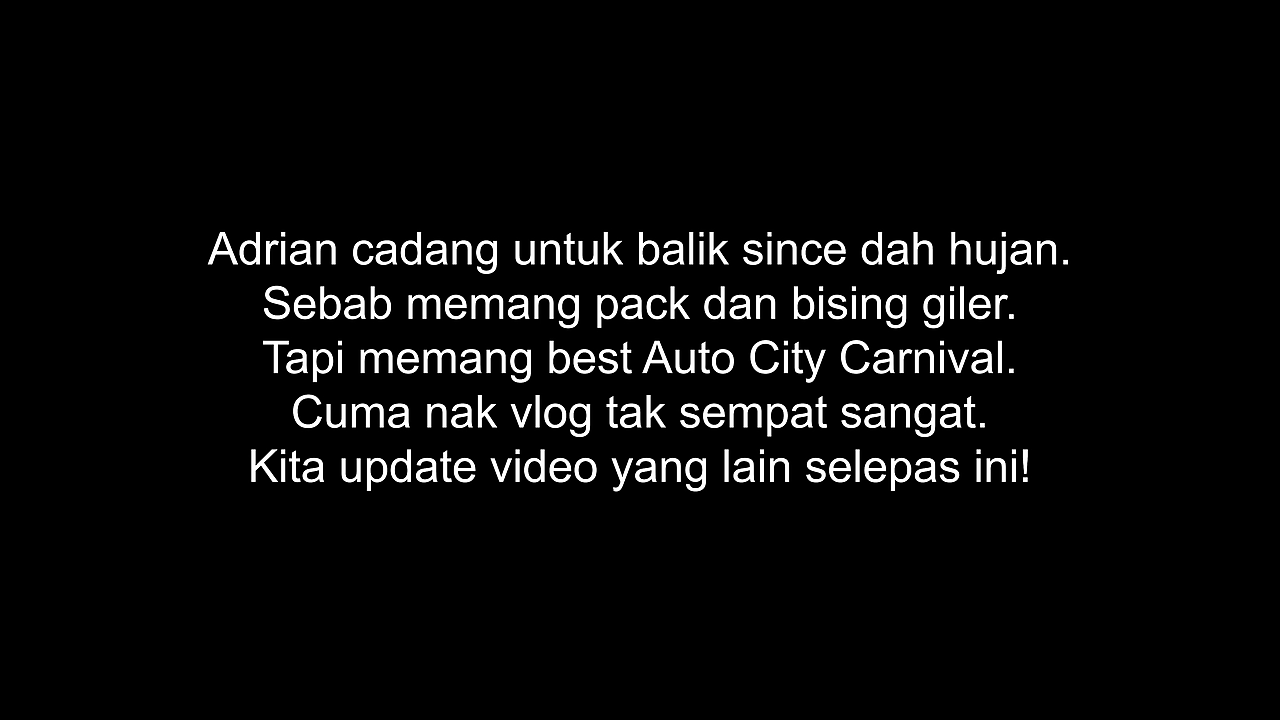 Adrian cadang untuk balik since dah hujan.
Sebab memang pack dan bising giler.
Tapi memang best Auto City Carnival.
Cuma nak vlog tak sempat sangat.
Kita update video yang lain selepas ini!